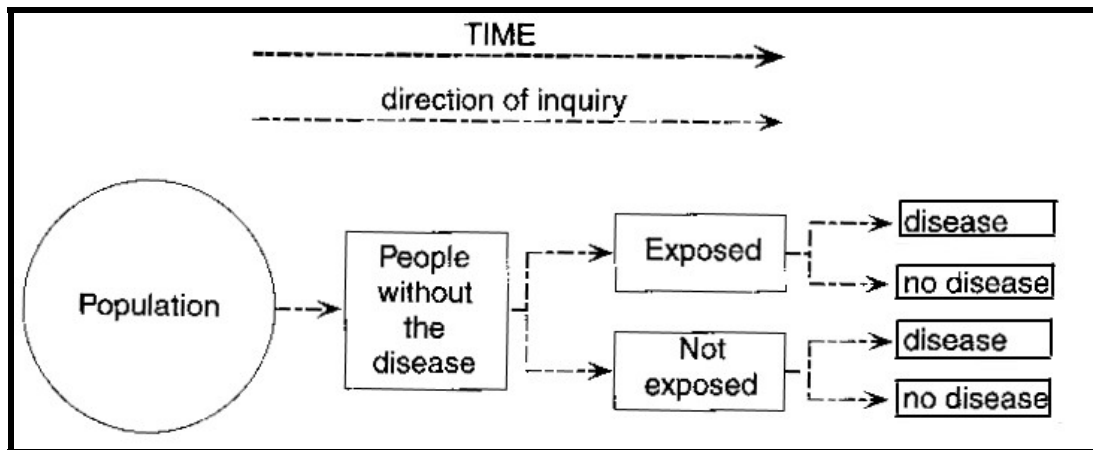 TIME
direction of inquiry
Population
People
without
the
disease
Exposed
Not
exposed
disease
no disease
disease
no disease